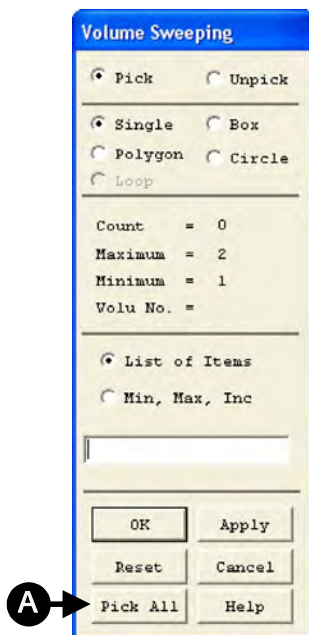 Volume Sweeping
Pick Unpick
Single Box
Polygon Circle
Loop
Count = 0
Maximum = 2
Minimum = 1
Volu No. =
List of Items
Min, Max, Inc
OK Apply
Reset Cancel
A Pick All Help